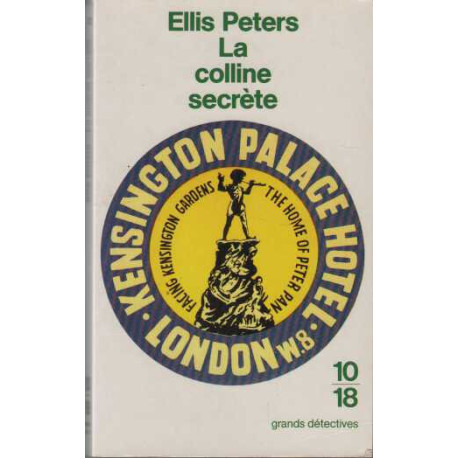 Ellis Peters
La
colline
secrète
KENSINGTON PALACE HOTEL
FACING KENSINGTON GARDENS
THE HOME OF PETER PAN
· LONDON W.8 ·
10
18
grands détectives